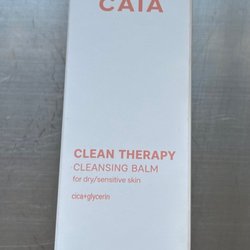 CAIA
CLEAN THERAPY
CLEANSING BALM
for dry/sensitive skin
cica+glycerin